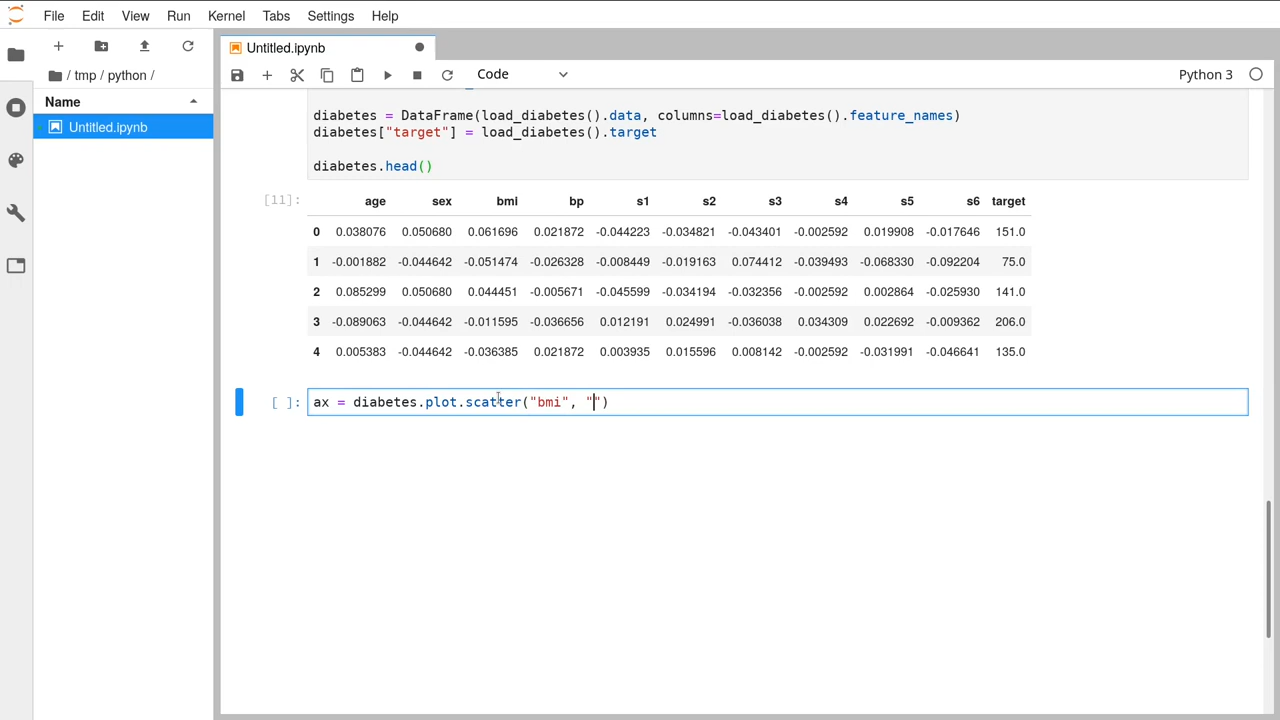 File Edit View Run Kernel Tabs Settings Help
Untitled.ipynb
Code
Python 3
/ tmp / python /
Name
Untitled.ipynb
diabetes = DataFrame(load_diabetes().data, columns=load_diabetes().feature_names)
diabetes["target"] = load_diabetes().target
diabetes.head()
[11]:
age sex bmi bp s1 s2 s3 s4 s5 s6 target
0 0.038076 0.050680 0.061696 0.021872 -0.044223 -0.034821 -0.043401 -0.002592 0.019908 -0.017646 151.0
1 -0.001882 -0.044642 -0.051474 -0.026328 -0.008449 -0.019163 0.074412 -0.039493 -0.068330 -0.092204 75.0
2 0.085299 0.050680 0.044451 -0.005671 -0.045599 -0.034194 -0.032356 -0.002592 0.002864 -0.025930 141.0
3 -0.089063 -0.044642 -0.011595 -0.036656 0.012191 0.024991 -0.036038 0.034309 0.022692 -0.009362 206.0
4 0.005383 -0.044642 -0.036385 0.021872 0.003935 0.015596 0.008142 -0.002592 -0.031991 -0.046641 135.0
[ ]: ax = diabetes.plot.scatter("bmi", "")